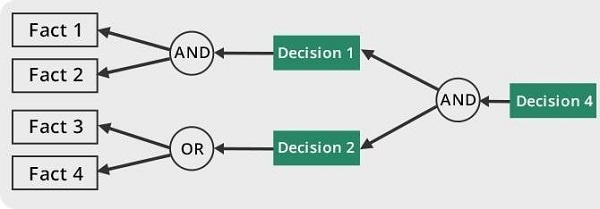 Fact 1
Fact 2
AND
Decision 1
Fact 3
Fact 4
OR
Decision 2
AND
Decision 4